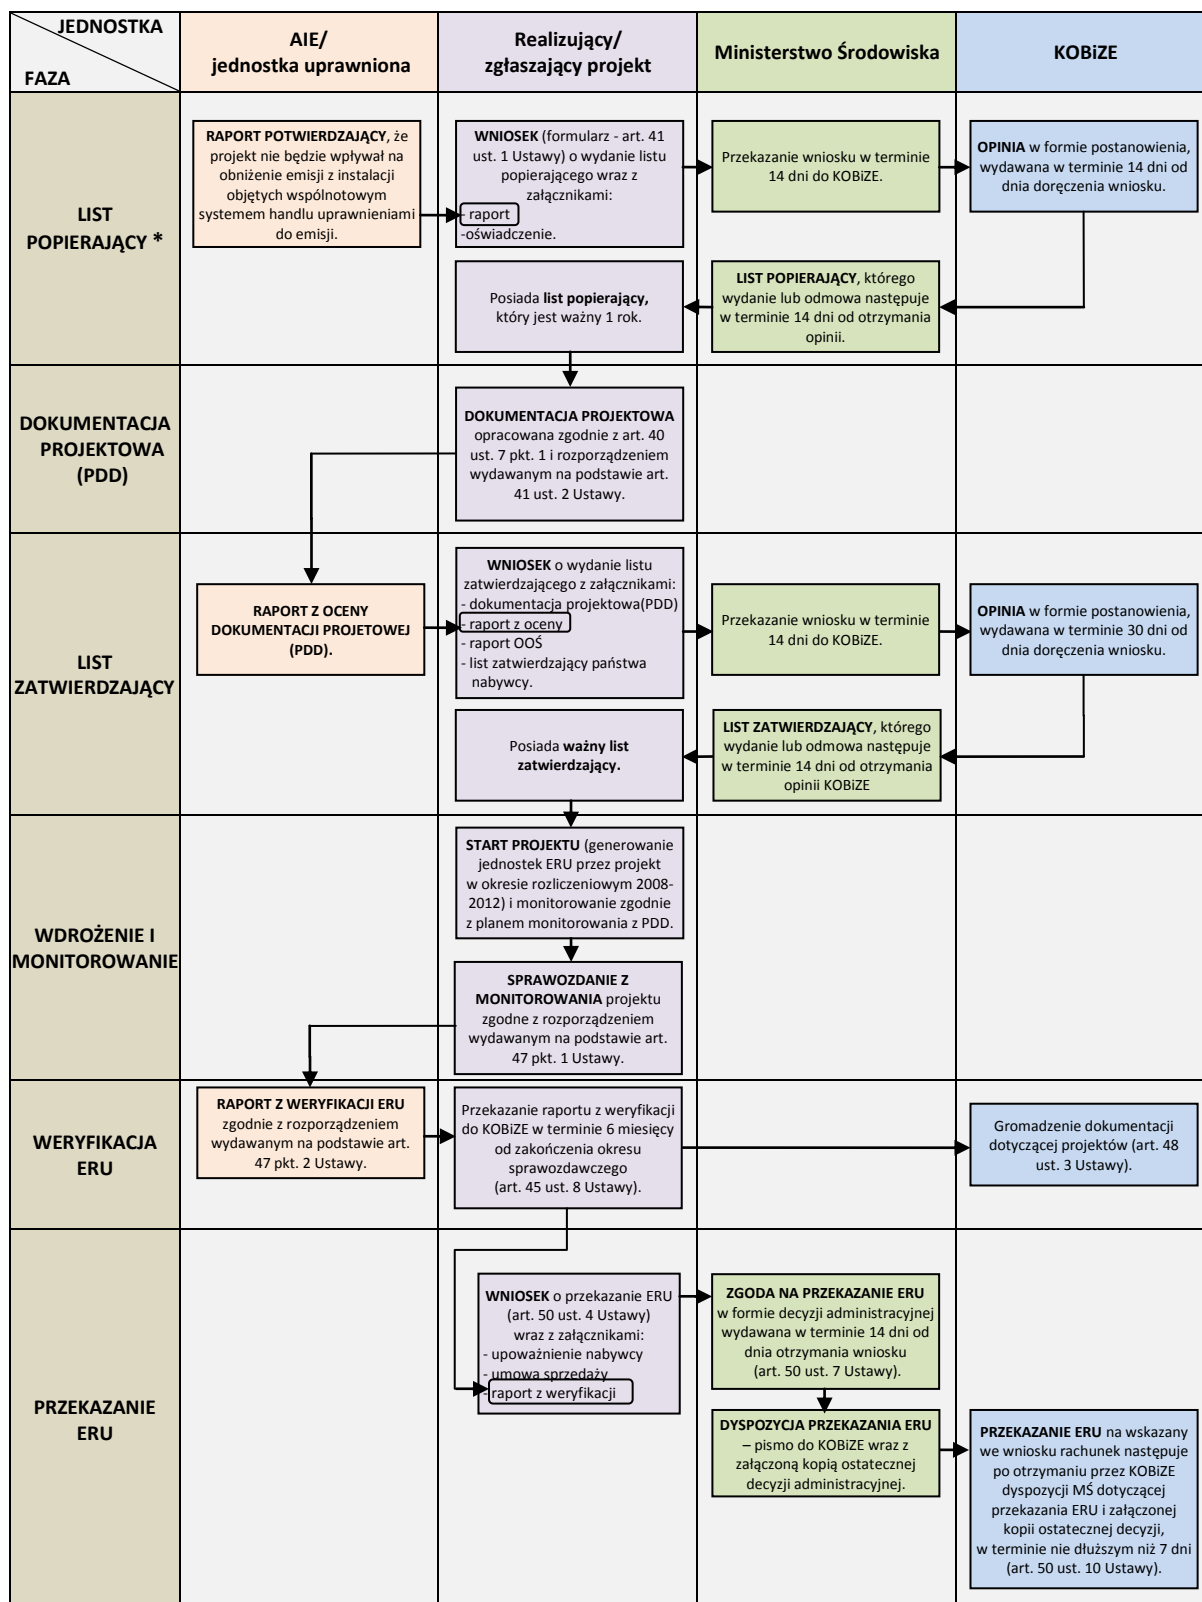 JEDNOSTKA
FAZA
AIE/
jednostka uprawniona
Realizujący/
zgłaszający projekt
Ministerstwo Środowiska
KOBiZE
LIST
POPIERAJĄCY *
RAPORT POTWIERDZAJĄCY, że
projekt nie będzie wpływał na
obniżenie emisji z instalacji
objętych wspólnotowym
systemem handlu uprawnieniami
do emisji.
WNIOSEK (formularz - art. 41
ust. 1 Ustawy) o wydanie listu
popierającego wraz z
załącznikami:
- raport
-oświadczenie.
Przekazanie wniosku w terminie
14 dni do KOBiZE.
OPINIA w formie postanowienia,
wydawana w terminie 14 dni od
dnia doręczenia wniosku.
Posiada list popierający,
który jest ważny 1 rok.
LIST POPIERAJĄCY, którego
wydanie lub odmowa następuje
w terminie 14 dni od otrzymania
opinii.
DOKUMENTACJA
PROJEKTOWA
(PDD)
DOKUMENTACJA PROJEKTOWA
opracowana zgodnie z art. 40
ust. 7 pkt. 1 i rozporządzeniem
wydawanym na podstawie art.
41 ust. 2 Ustawy.
LIST
ZATWIERDZAJĄCY
RAPORT Z OCENY
DOKUMENTACJI PROJETOWEJ
(PDD).
WNIOSEK o wydanie listu
zatwierdzającego z załącznikami:
- dokumentacja projektowa(PDD)
- raport z oceny
- raport OOŚ
- list zatwierdzający państwa
nabywcy.
Przekazanie wniosku w terminie
14 dni do KOBiZE.
OPINIA w formie postanowienia,
wydawana w terminie 30 dni od
dnia doręczenia wniosku.
Posiada ważny list
zatwierdzający.
LIST ZATWIERDZAJĄCY, którego
wydanie lub odmowa następuje
w terminie 14 dni od otrzymania
opinii KOBiZE
WDROŻENIE I
MONITOROWANIE
START PROJEKTU (generowanie
jednostek ERU przez projekt
w okresie rozliczeniowym 2008-
2012) i monitorowanie zgodnie
z planem monitorowania z PDD.
SPRAWOZDANIE Z
MONITOROWANIA projektu
zgodne z rozporządzeniem
wydawanym na podstawie art.
47 pkt. 1 Ustawy.
WERYFIKACJA
ERU
RAPORT Z WERYFIKACJI ERU
zgodnie z rozporządzeniem
wydawanym na podstawie art.
47 pkt. 2 Ustawy.
Przekazanie raportu z weryfikacji
do KOBiZE w terminie 6 miesięcy
od zakończenia okresu
sprawozdawczego
(art. 45 ust. 8 Ustawy).
Gromadzenie dokumentacji
dotyczącej projektów (art. 48
ust. 3 Ustawy).
PRZEKAZANIE
ERU
WNIOSEK o przekazanie ERU
(art. 50 ust. 4 Ustawy)
wraz z załącznikami:
- upoważnienie nabywcy
- umowa sprzedaży
- raport z weryfikacji
ZGODA NA PRZEKAZANIE ERU
w formie decyzji administracyjnej
wydawana w terminie 14 dni od
dnia otrzymania wniosku
(art. 50 ust. 7 Ustawy).
DYSPOZYCJA PRZEKAZANIA ERU
– pismo do KOBiZE wraz z
załączoną kopią ostatecznej
decyzji administracyjnej.
PRZEKAZANIE ERU na wskazany
we wniosku rachunek następuje
po otrzymaniu przez KOBiZE
dyspozycji MŚ dotyczącej
przekazania ERU i załączonej
kopii ostatecznej decyzji,
w terminie nie dłuższym niż 7 dni
(art. 50 ust. 10 Ustawy).